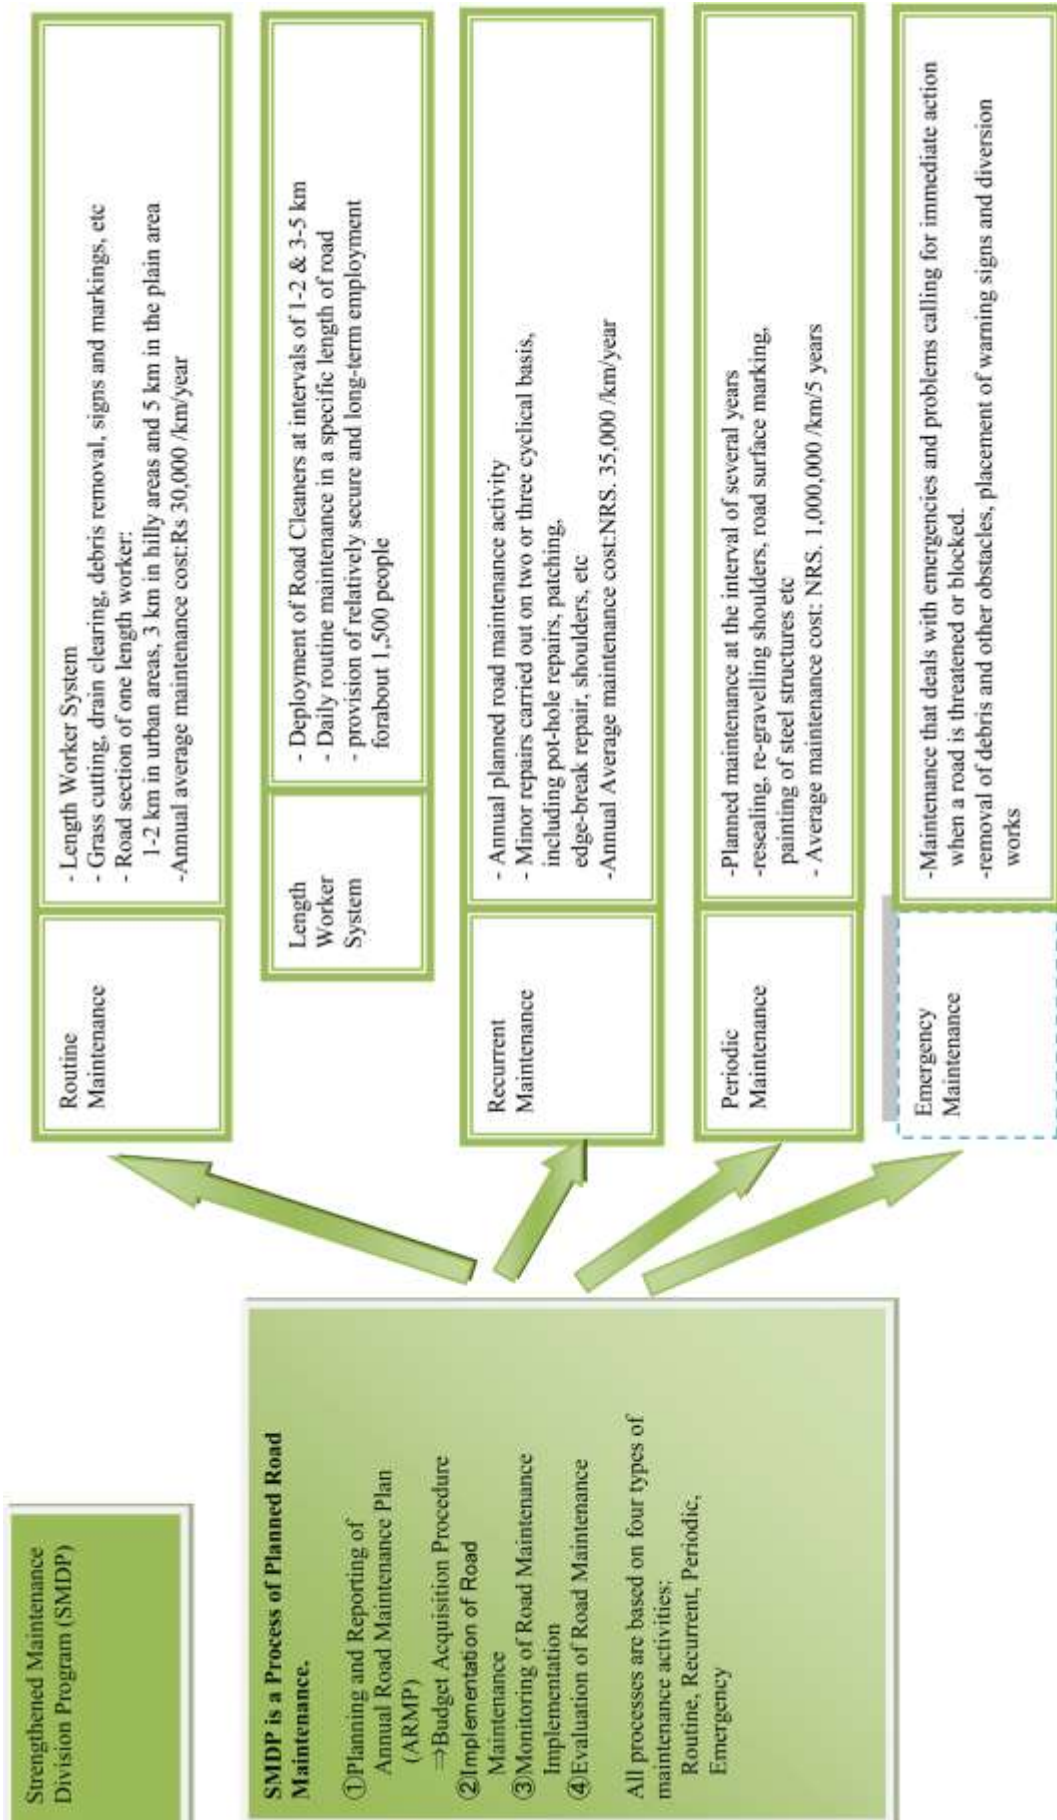 Strengthened Maintenance
Division Program (SMDP)
SMDP is a Process of Planned Road
Maintenance.
①Planning and Reporting of
Annual Road Maintenance Plan
(ARMP)
⇒Budget Acquisition Procedure
②Implementation of Road
Maintenance
③Monitoring of Road Maintenance
Implementation
④Evaluation of Road Maintenance
All processes are based on four types of
maintenance activities:
Routine, Recurrent, Periodic,
Emergency
Routine
Maintenance
- Length Worker System
- Grass cutting, drain clearing, debris removal, signs and markings, etc
- Road section of one length worker:
1-2 km in urban areas, 3 km in hilly areas and 5 km in the plain area
-Annual average maintenance cost:Rs 30,000 /km/year
Length
Worker
System
- Deployment of Road Cleaners at intervals of 1-2 & 3-5 km
- Daily routine maintenance in a specific length of road
- provision of relatively secure and long-term employment
forabout 1,500 people
Recurrent
Maintenance
- Annual planned road maintenance activity
- Minor repairs carried out on two or three cyclical basis,
including pot-hole repairs, patching,
edge-break repair, shoulders, etc
-Annual Average maintenance cost:NRS. 35,000 /km/year
Periodic
Maintenance
-Planned maintenance at the interval of several years
-resealing, re-gravelling shoulders, road surface marking,
painting of steel structures etc
- Average maintenance cost: NRS. 1,000,000 /km/5 years
Emergency
Maintenance
-Maintenance that deals with emergencies and problems calling for immediate action
when a road is threatened or blocked.
-removal of debris and other obstacles, placement of warning signs and diversion
works